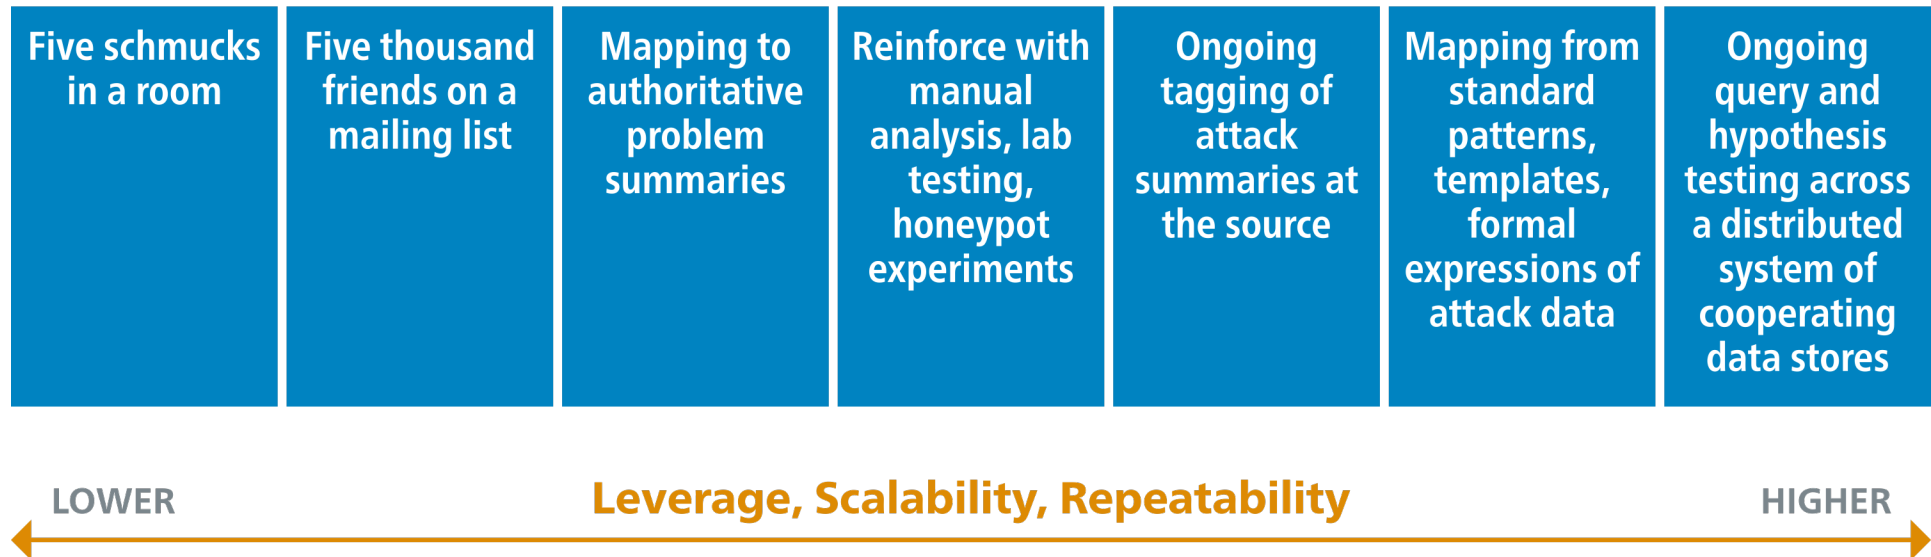 Five schmucks
in a room
Five thousand
friends on a
mailing list
Mapping to
authoritative
problem
summaries
Reinforce with
manual
analysis, lab
testing,
honeypot
experiments
Ongoing
tagging of
attack
summaries at
the source
Mapping from
standard
patterns,
templates,
formal
expressions of
attack data
Ongoing
query and
hypothesis
testing across
a distributed
system of
cooperating
data stores
LOWER
Leverage, Scalability, Repeatability
HIGHER